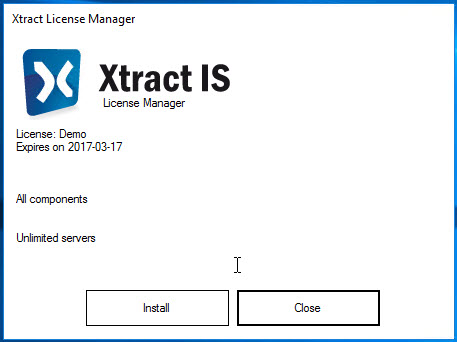 Xtract License Manager
Xtract IS
License Manager
License: Demo
Expires on 2017-03-17
All components
Unlimited servers
Install
Close